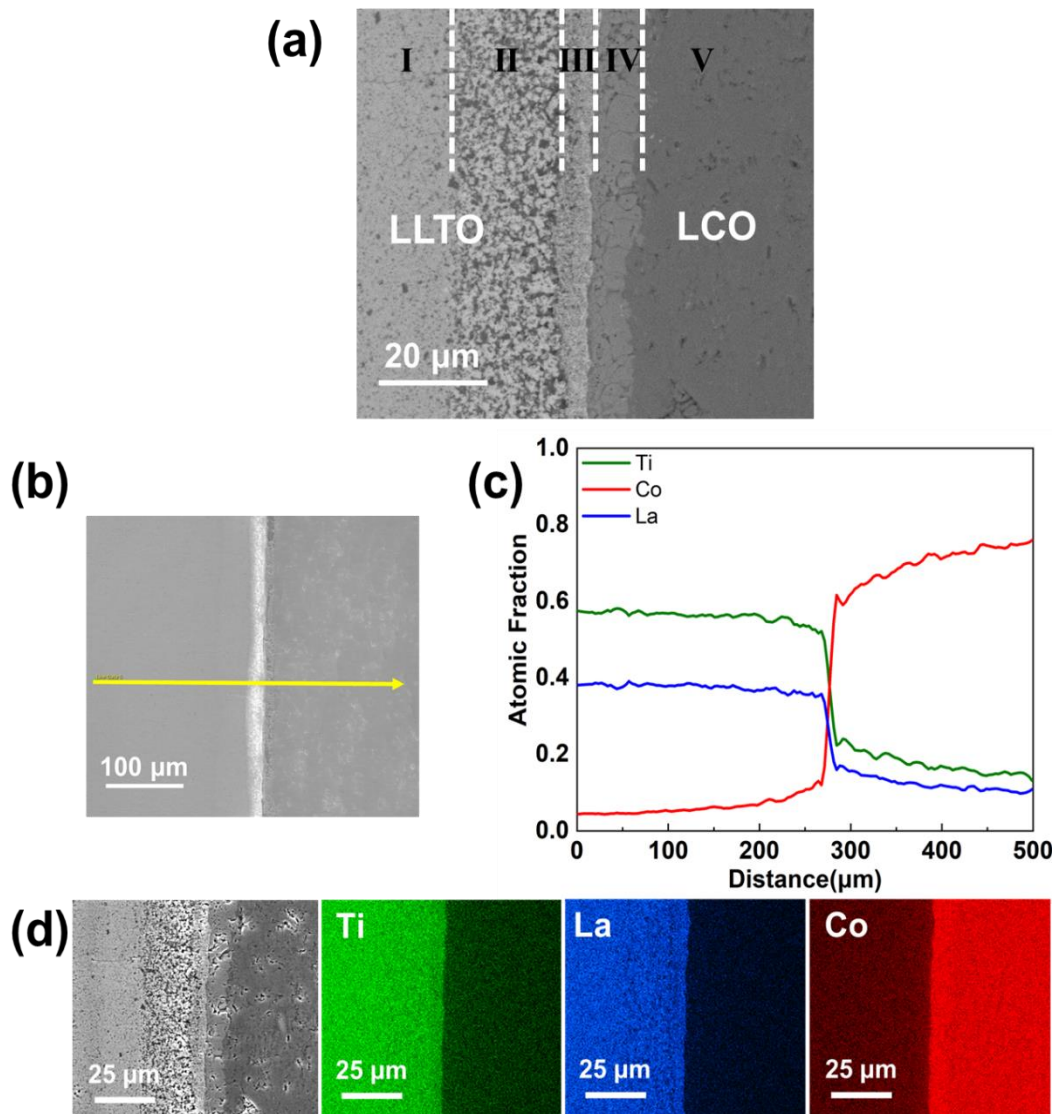 (a)
I II III IV V
LLTO LCO
20 µm
(b)
100 µm
(c)
Ti
Co
La
1.0
0.8
0.6
0.4
0.2
0.0
Atomic Fraction
0 100 200 300 400 500
Distance(µm)
(d)
Ti La Co
25 µm 25 µm 25 µm 25 µm